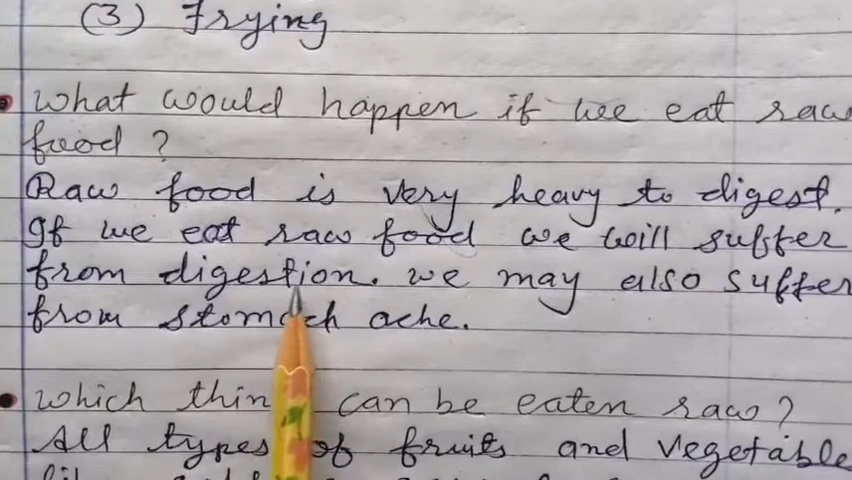 (3) Frying
What would happen if we eat raw
food ?
Raw food is very heavy to digest.
If we eat raw food we will suffer
from digestion. we may also suffer
from stomach ache.
Which thin can be eaten raw?
All types of fruits and vegetable